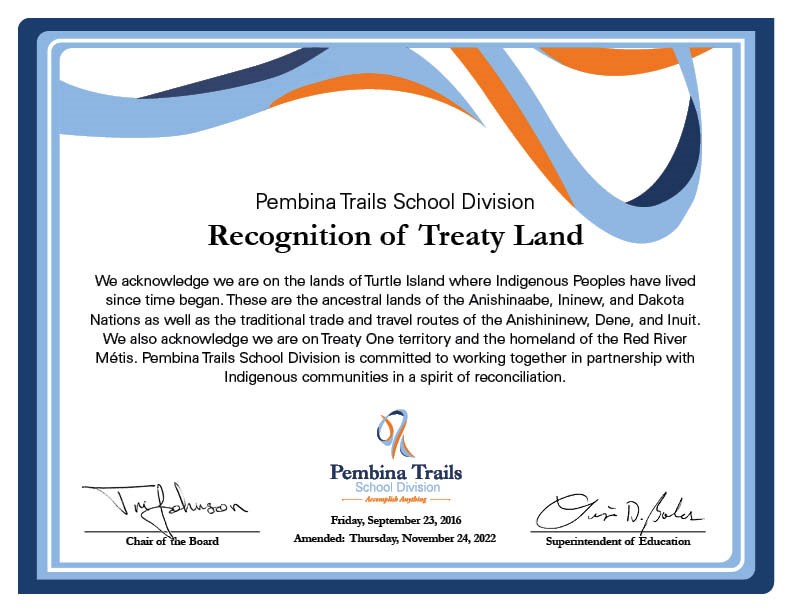 Pembina Trails School Division
Recognition of Treaty Land
We acknowledge we are on the lands of Turtle Island where Indigenous Peoples have lived
since time began. These are the ancestral lands of the Anishinaabe, Ininew, and Dakota
Nations as well as the traditional trade and travel routes of the Anishininew, Dene, and Inuit.
We also acknowledge we are on Treaty One territory and the homeland of the Red River
Métis. Pembina Trails School Division is committed to working together in partnership with
Indigenous communities in a spirit of reconciliation.
Pembina Trails
School Division
Accomplish Anything
Friday, September 23, 2016
Amended: Thursday, November 24, 2022
Johnson
Chair of the Board
D.
Superintendent of Education